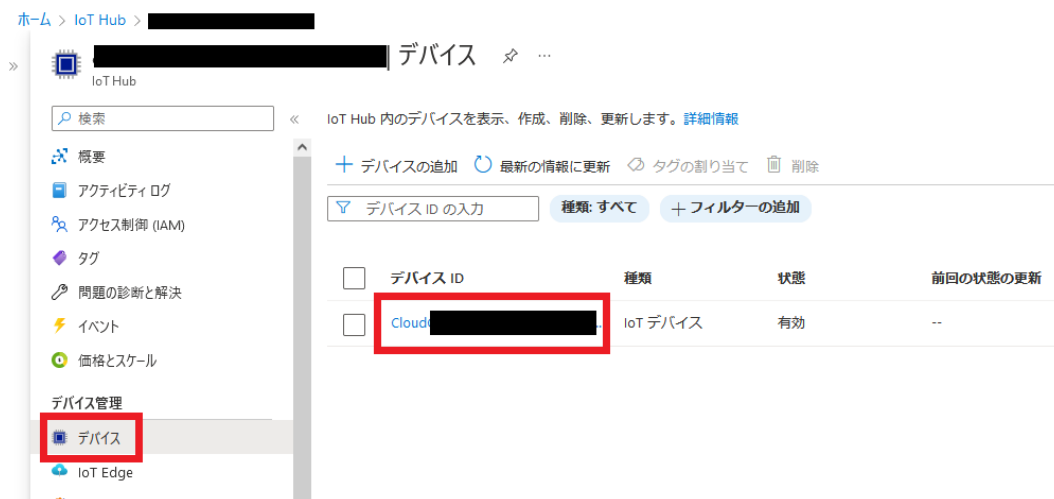 ホーム > IoT Hub >
| デバイス
IoT Hub
検索
IoT Hub 内のデバイスを表示、作成、削除、更新します。詳細情報
概要
アクティビティ ログ
アクセス制御 (IAM)
タグ
問題の診断と解決
イベント
価格とスケール
デバイス管理
デバイス
IoT Edge
デバイスの追加 最新の情報に更新 タグの割り当て 削除
デバイス ID の入力 種類: すべて フィルターの追加
デバイス ID 種類 状態 前回の状態の更新
Cloud ... IoT デバイス 有効 --